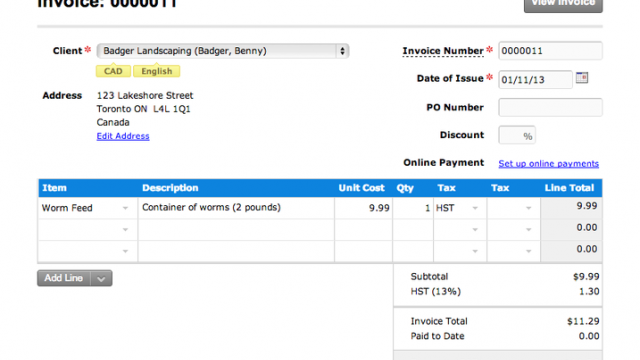 Invoice: 0000011
View Invoice
Client * Badger Landscaping (Badger, Benny)
CAD English
Address 123 Lakeshore Street
Toronto ON L4L 1Q1
Canada
Edit Address
Invoice Number * 0000011
Date of Issue * 01/11/13
PO Number
Discount %
Online Payment Set up online payments
Item Description Unit Cost Qty Tax Tax Line Total
Worm Feed Container of worms (2 pounds) 9.99 1 HST 9.99
0.00
0.00
Add Line
Subtotal $9.99
HST (13%) 1.30
Invoice Total $11.29
Paid to Date 0.00